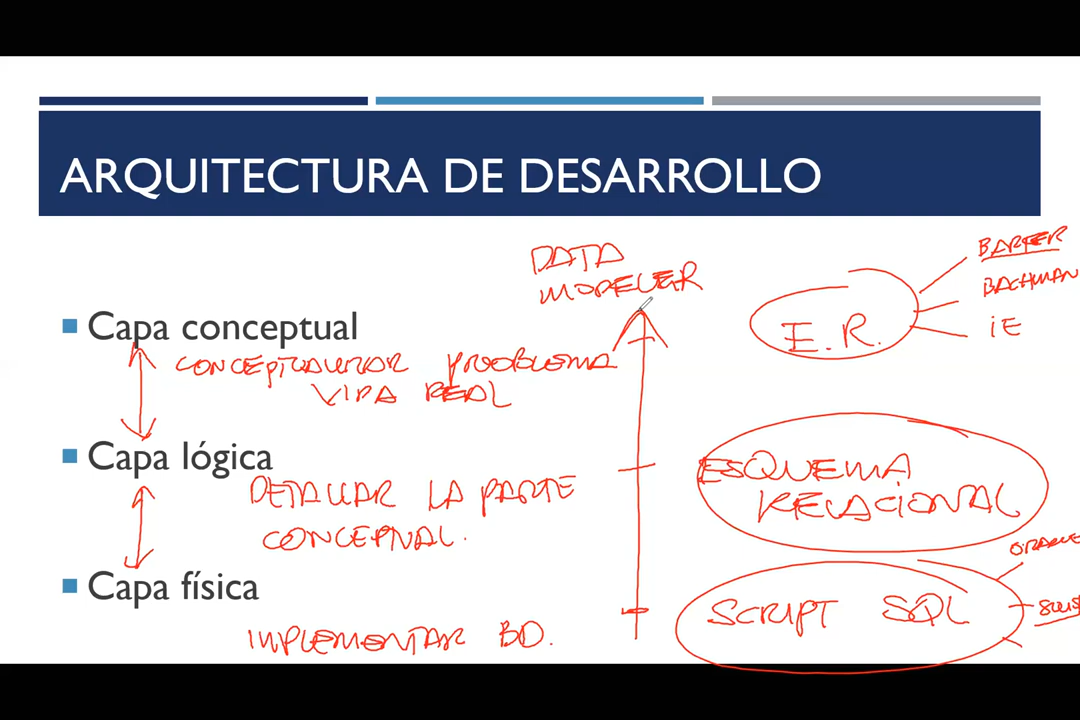 ARQUITECTURA DE DESARROLLO
DATA
MODELER
BARKER
BACHMAN
IE
E.R.
Capa conceptual
CONCEPTUALIZAR PROBLEMA
VIDA REAL
Capa lógica
DETALLAR LA PARTE
CONCEPTUAL.
ESQUEMA
RELACIONAL
Capa física
IMPLEMENTAR BD.
SCRIPT SQL
ORACLE